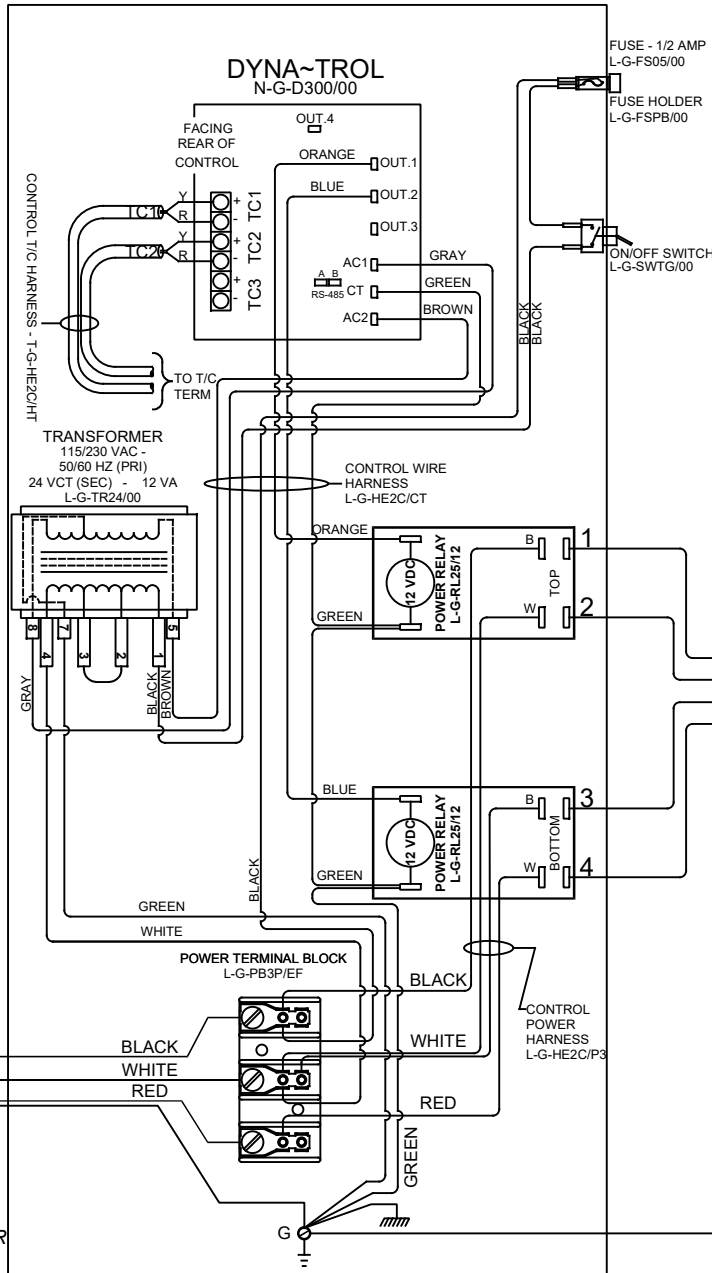 DYNA~TROL
N-G-D300/00
FUSE - 1/2 AMP
L-G-FS05/00
FUSE HOLDER
L-G-FSPB/00
ON/OFF SWITCH
L-G-SWTG/00
FACING
REAR OF
CONTROL
OUT.4
ORANGE
OUT.1
BLUE
OUT.2
OUT.3
TC1
Y
R
+
-
TC1
TC2
Y
R
+
-
TC2
+
-
TC3
AC1
GRAY
A B
RS-485
CT
GREEN
AC2
BROWN
BLACK
BLACK
CONTROL T/C HARNESS - T-G-HE2C/HT
TO T/C
TERM
TRANSFORMER
115/230 VAC -
50/60 HZ (PRI)
24 VCT (SEC) - 12 VA
L-G-TR24/00
CONTROL WIRE
HARNESS
L-G-HE2C/CT
8
4
7
3
2
1
5
GRAY
BLACK
BROWN
ORANGE
GREEN
12 VDC
POWER RELAY
L-G-RL25/12
B
W
TOP
1
2
BLUE
GREEN
12 VDC
POWER RELAY
L-G-RL25/12
B
W
BOTTOM
3
4
BLACK
GREEN
WHITE
POWER TERMINAL BLOCK
L-G-PB3P/EF
BLACK
WHITE
RED
CONTROL
POWER
HARNESS
L-G-HE2C/P3
BLACK
WHITE
RED
GREEN
G
R